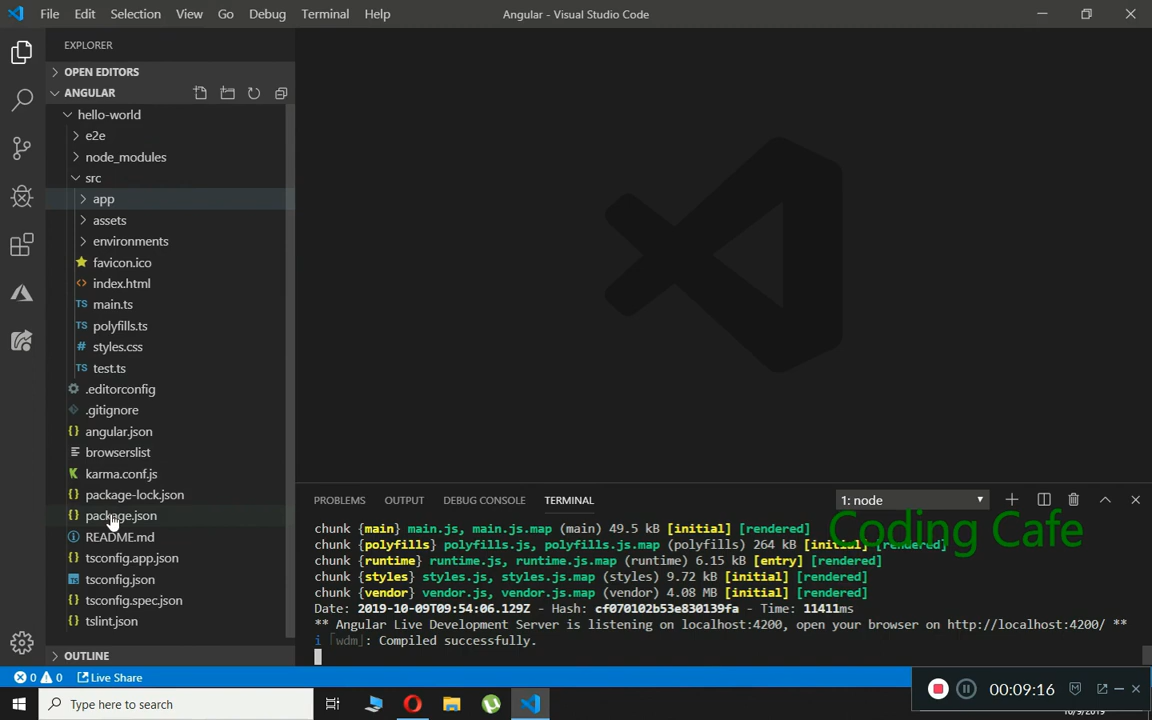 File Edit Selection View Go Debug Terminal Help
Angular - Visual Studio Code
EXPLORER
OPEN EDITORS
ANGULAR
hello-world
e2e
node_modules
src
app
assets
environments
favicon.ico
<> index.html
TS main.ts
TS polyfills.ts
# styles.css
TS test.ts
.editorconfig
.gitignore
{} angular.json
browserslist
karma.conf.js
{} package-lock.json
{} package.json
README.md
{} tsconfig.app.json
TS tsconfig.json
{} tsconfig.spec.json
{} tslint.json
OUTLINE
PROBLEMS OUTPUT DEBUG CONSOLE TERMINAL
1: node
Coding Cafe
chunk {main} main.js, main.js.map (main) 49.5 kB [initial] [rendered]
chunk {polyfills} polyfills.js, polyfills.js.map (polyfills) 264 kB [initial] [rendered]
chunk {runtime} runtime.js, runtime.js.map (runtime) 6.15 kB [entry] [rendered]
chunk {styles} styles.js, styles.js.map (styles) 9.72 kB [initial] [rendered]
chunk {vendor} vendor.js, vendor.js.map (vendor) 4.08 MB [initial] [rendered]
Date: 2019-10-09T09:54:06.129Z - Hash: cf070102b53e830139fa - Time: 11411ms
** Angular Live Development Server is listening on localhost:4200, open your browser on http://localhost:4200/ **
i ｢wdm｣: Compiled successfully.
0 0 Live Share
00:09:16
Type here to search